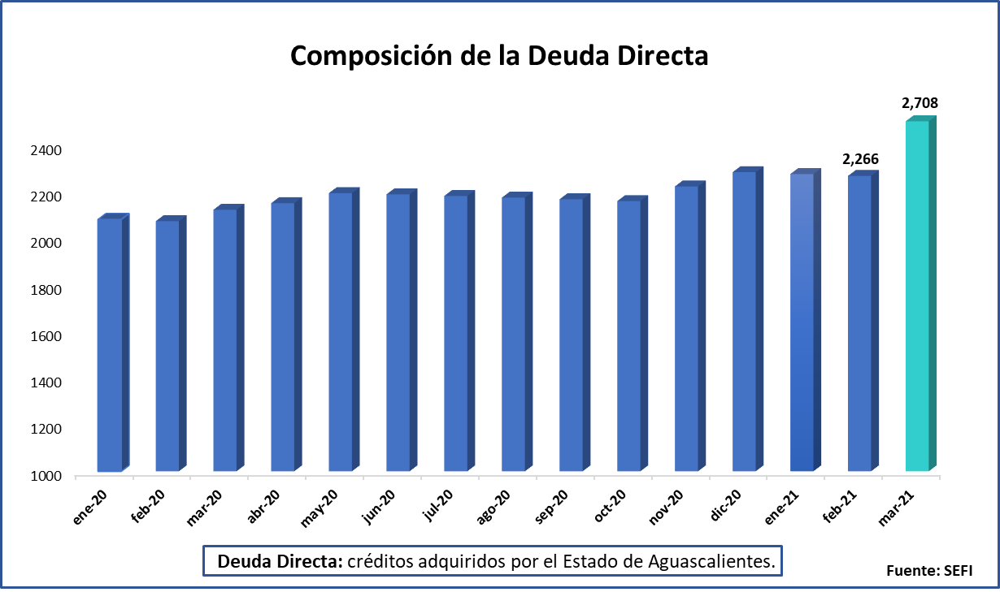 Composición de la Deuda Directa
2,708
2,266
2400
2200
2000
1800
1600
1400
1200
1000
ene-20
feb-20
mar-20
abr-20
may-20
jun-20
jul-20
ago-20
sep-20
oct-20
nov-20
dic-20
ene-21
feb-21
mar-21
Deuda Directa: créditos adquiridos por el Estado de Aguascalientes.
Fuente: SEFI